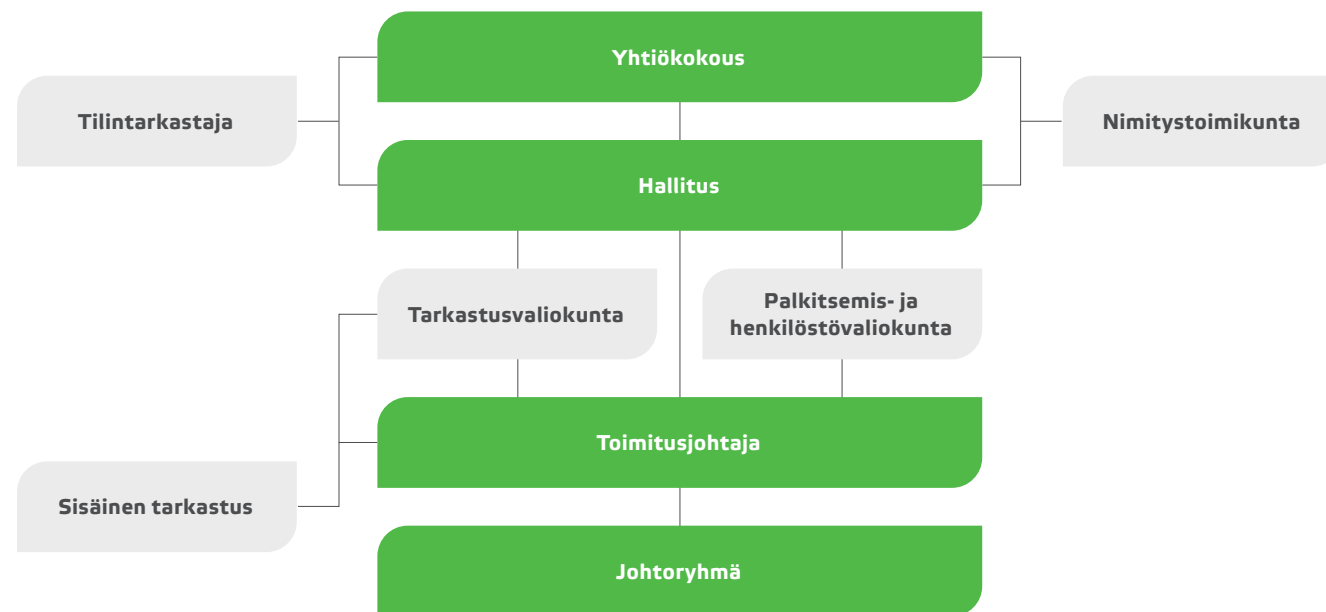 Yhtiökokous
Tilintarkastaja
Nimitystoimikunta
Hallitus
Tarkastusvaliokunta
Palkitsemis- ja
henkilöstövaliokunta
Toimitusjohtaja
Sisäinen tarkastus
Johtoryhmä